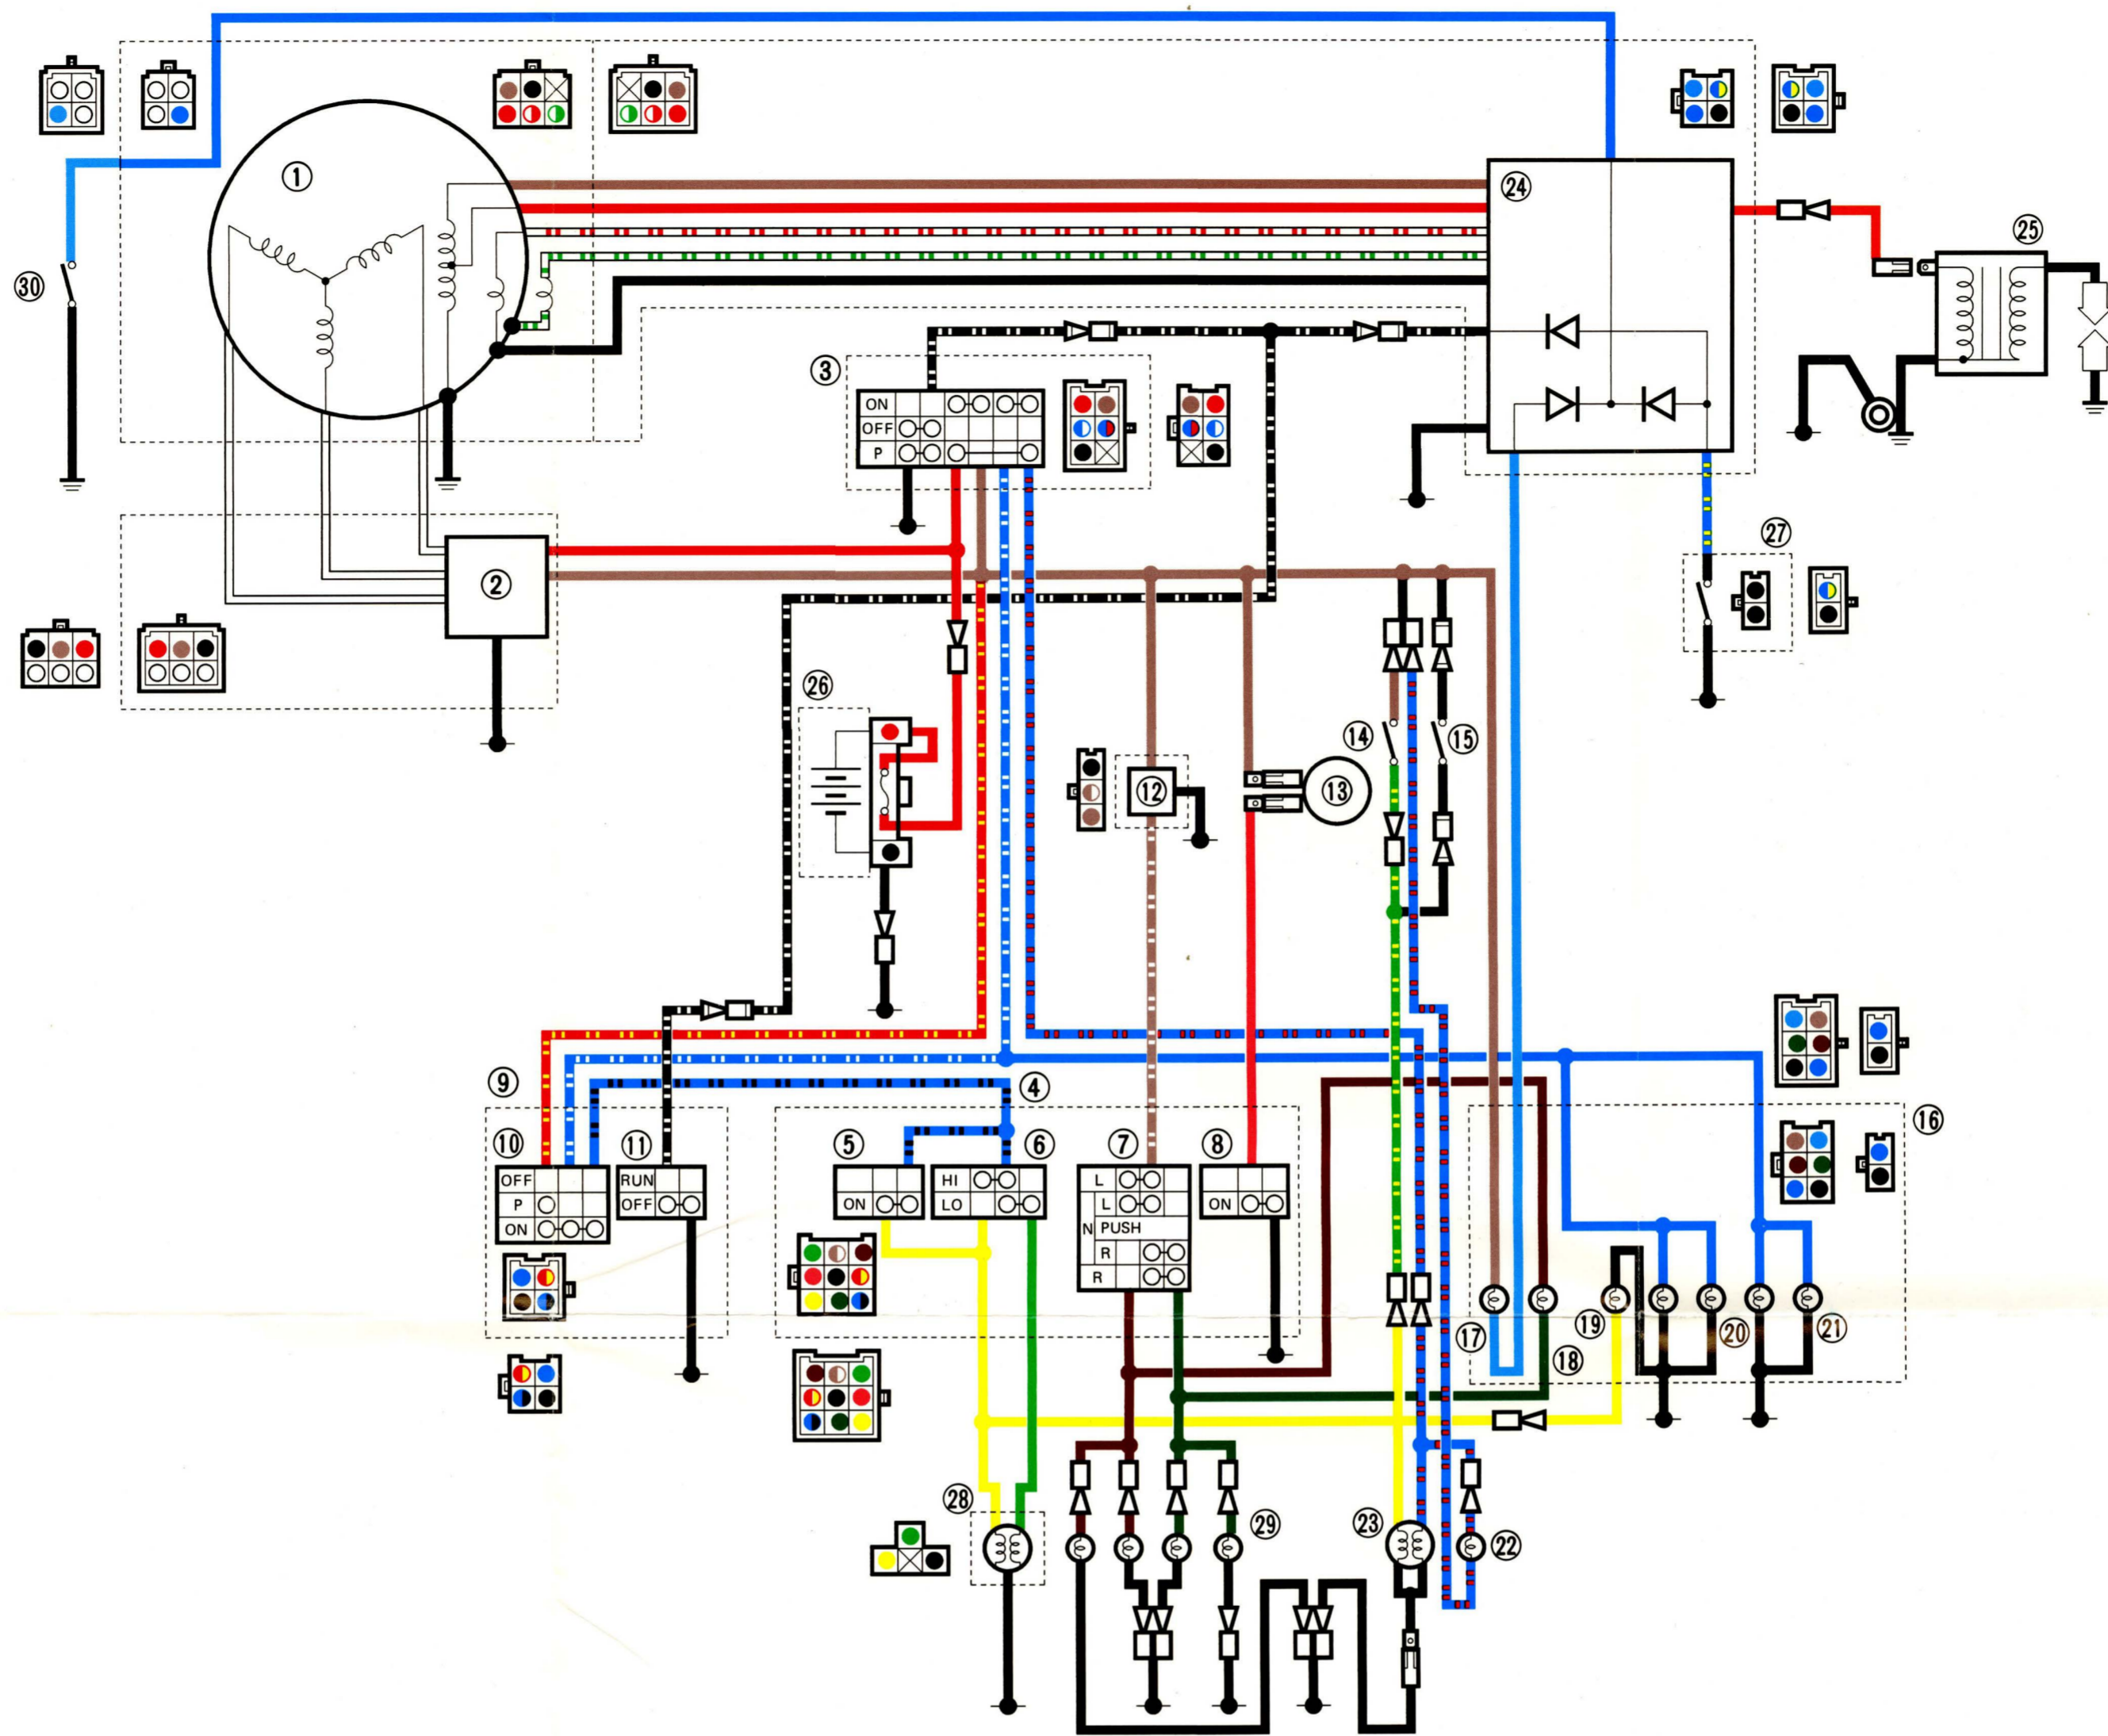 ①
㉔
㉕
㉚
③
ON
OFF
P
②
㉗
㉖
⑭
⑮
⑫
⑬
⑨
④
⑯
⑩
⑪
⑤
⑥
⑦
⑧
OFF
P
ON
RUN
OFF
ON
HI
LO
L
L
N PUSH
R
R
ON
⑰
⑱
⑲
⑳
㉑
㉘
㉙
㉓
㉒